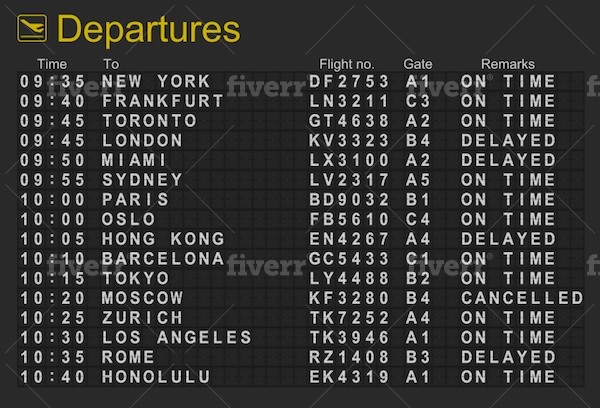 Departures
Time To Flight no. Gate Remarks
09:35 NEW YORK DF2753 A1 ON TIME
09:40 FRANKFURT LN3211 C3 ON TIME
09:45 TORONTO GT4638 A2 ON TIME
09:45 LONDON KV3323 B4 DELAYED
09:50 MIAMI LX3100 A2 DELAYED
09:55 SYDNEY LV2317 A5 ON TIME
10:00 PARIS BD9032 B1 ON TIME
10:00 OSLO FB5610 C4 ON TIME
10:05 HONG KONG EN4267 A4 DELAYED
10:10 BARCELONA GC5433 C1 ON TIME
10:15 TOKYO LY4488 B2 ON TIME
10:20 MOSCOW KF3280 B4 CANCELLED
10:25 ZURICH TK7252 A4 ON TIME
10:30 LOS ANGELES TK3946 A1 ON TIME
10:35 ROME RZ1408 B3 DELAYED
10:40 HONOLULU EK4319 A1 ON TIME
fiverr fiverr fiverr®
fiverr fiverr fiverr®